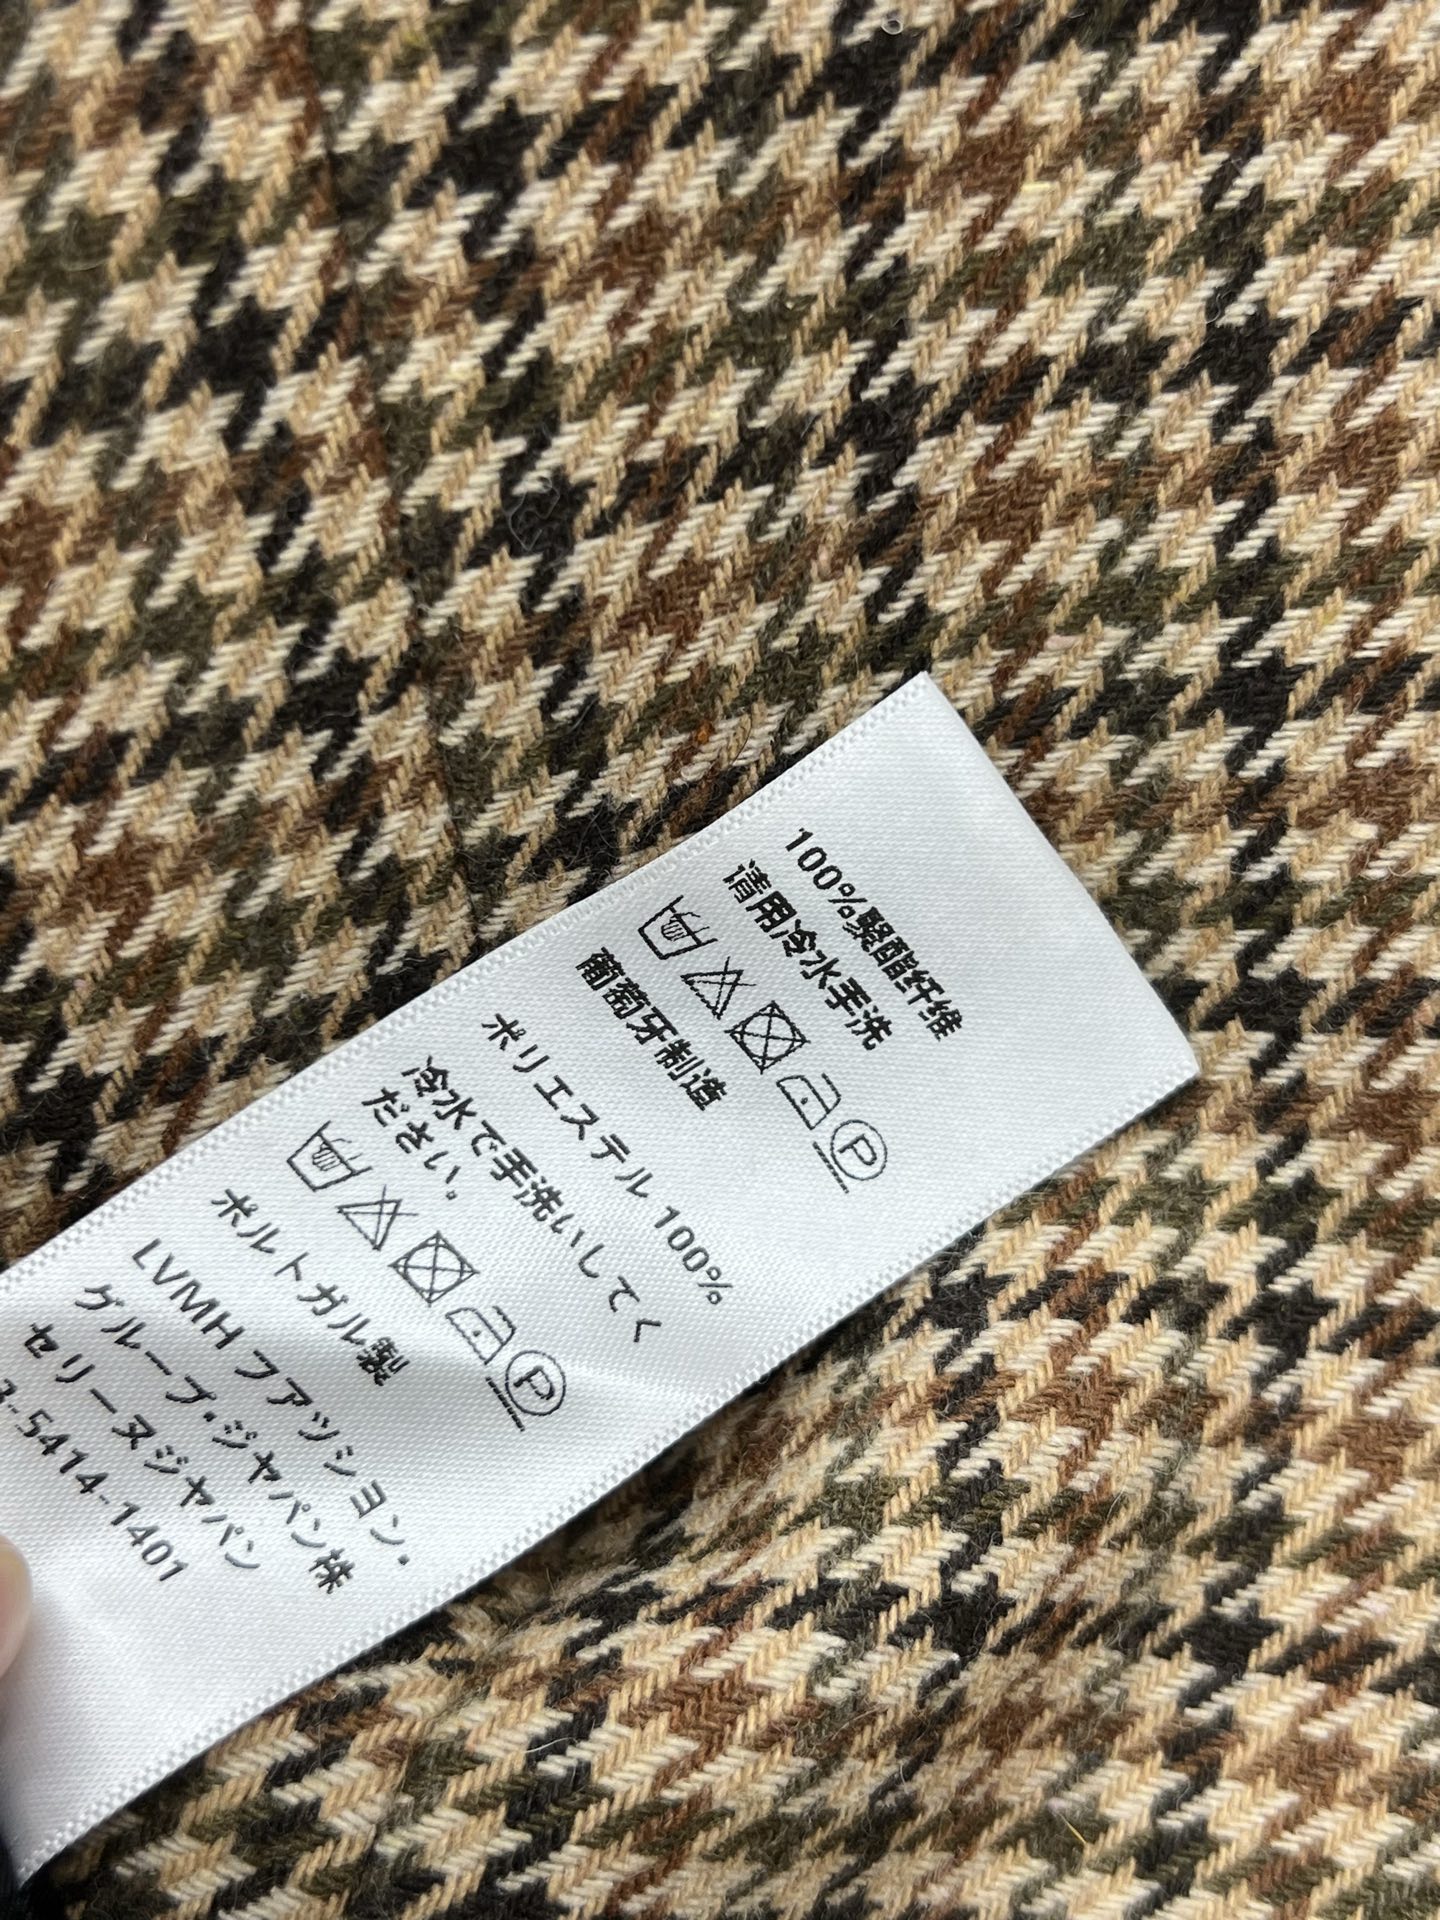 100%聚酯纤维
请用冷水手洗
P
葡萄牙制造
ポリエステル 100%
冷水で手洗いしてく
ださい.
P
ポルトガル製
LVMH ファッション.
グループ.ジャパン株
セリーヌジャパン
3-5414-1401